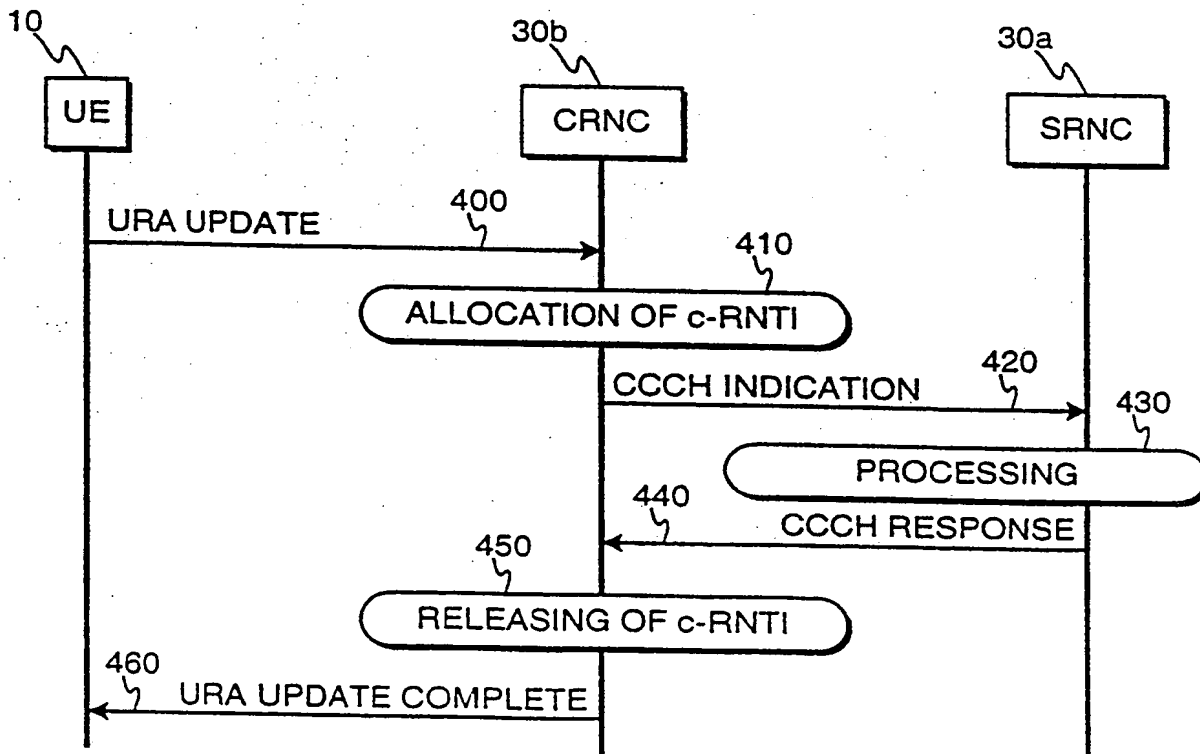 10
30b
30a
UE
CRNC
SRNC
URA UPDATE
400
410
ALLOCATION OF c-RNTI
420
CCCH INDICATION
430
PROCESSING
440
CCCH RESPONSE
450
RELEASING OF c-RNTI
460
URA UPDATE COMPLETE